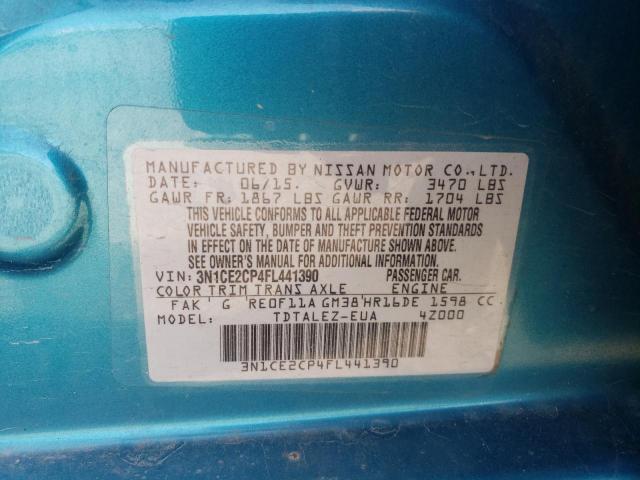 MANUFACTURED BY NISSAN MOTOR CO.,LTD.
DATE: 06/15. GVWR: 3470 LBS
GAWR FR: 1867 LBS GAWR RR: 1704 LBS
THIS VEHICLE CONFORMS TO ALL APPLICABLE FEDERAL MOTOR
VEHICLE SAFETY, BUMPER AND THEFT PREVENTION STANDARDS
IN EFFECT ON THE DATE OF MANUFACTURE SHOWN ABOVE.
SEE OWNER'S MANUAL FOR ADDITIONAL INFORMATION.
VIN: 3N1CE2CP4FL441390 PASSENGER CAR.
COLOR TRIM TRANS AXLE ENGINE
FAK' G RE0F11A GM38'HR16DE 1598 CC
MODEL: TDTALEZ-EUA 4Z000
3N1CE2CP4FL441390